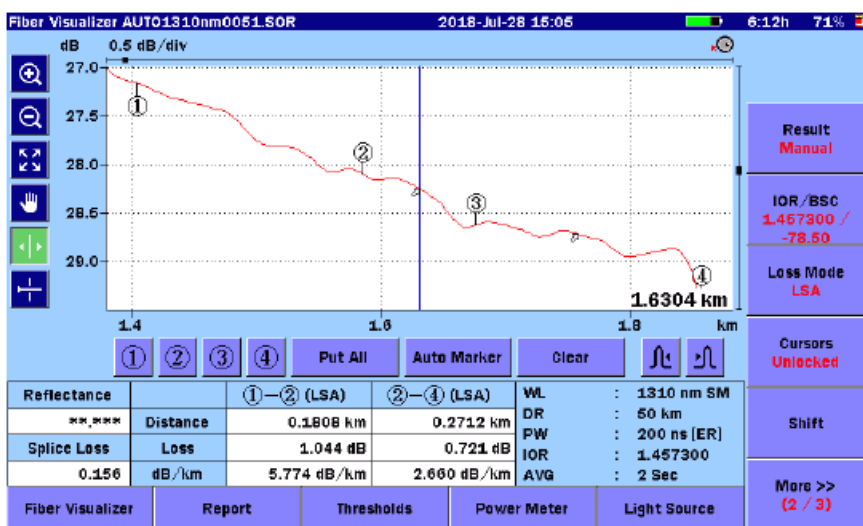 Fiber Visualizer AUTO1310nm0051.SOR 2018-Jul-28 15:05 6:12h 71%
dB 0.5 dB/div
27.0
①
27.5
②
28.0
③
28.5
29.0
④
1.6304 km
1.4 1.6 1.8 km
Result
Manual
IOR/BSC
1.457300 /
-78.50
Loss Mode
LSA
Cursors
Unlocked
Shift
More >>
(2 / 3)
① ② ③ ④ Put All Auto Marker Clear
Reflectance ①-② (LSA) ②-④ (LSA) WL : 1310 nm SM
**.*** Distance 0.1808 km 0.2712 km DR : 50 km
Splice Loss Loss 1.044 dB 0.721 dB PW : 200 ns [ER]
IOR : 1.457300
0.156 dB/km 5.774 dB/km 2.660 dB/km AVG : 2 Sec
Fiber Visualizer Report Thresholds Power Meter Light Source